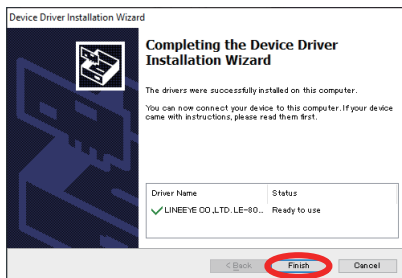 Device Driver Installation Wizard
Completing the Device Driver
Installation Wizard
The drivers were successfully installed on this computer.
You can now connect your device to this computer. If your device
came with instructions, please read them first.
Driver Name Status
LINEEYE CO.,LTD. LE-80... Ready to use
< Back Finish Cancel